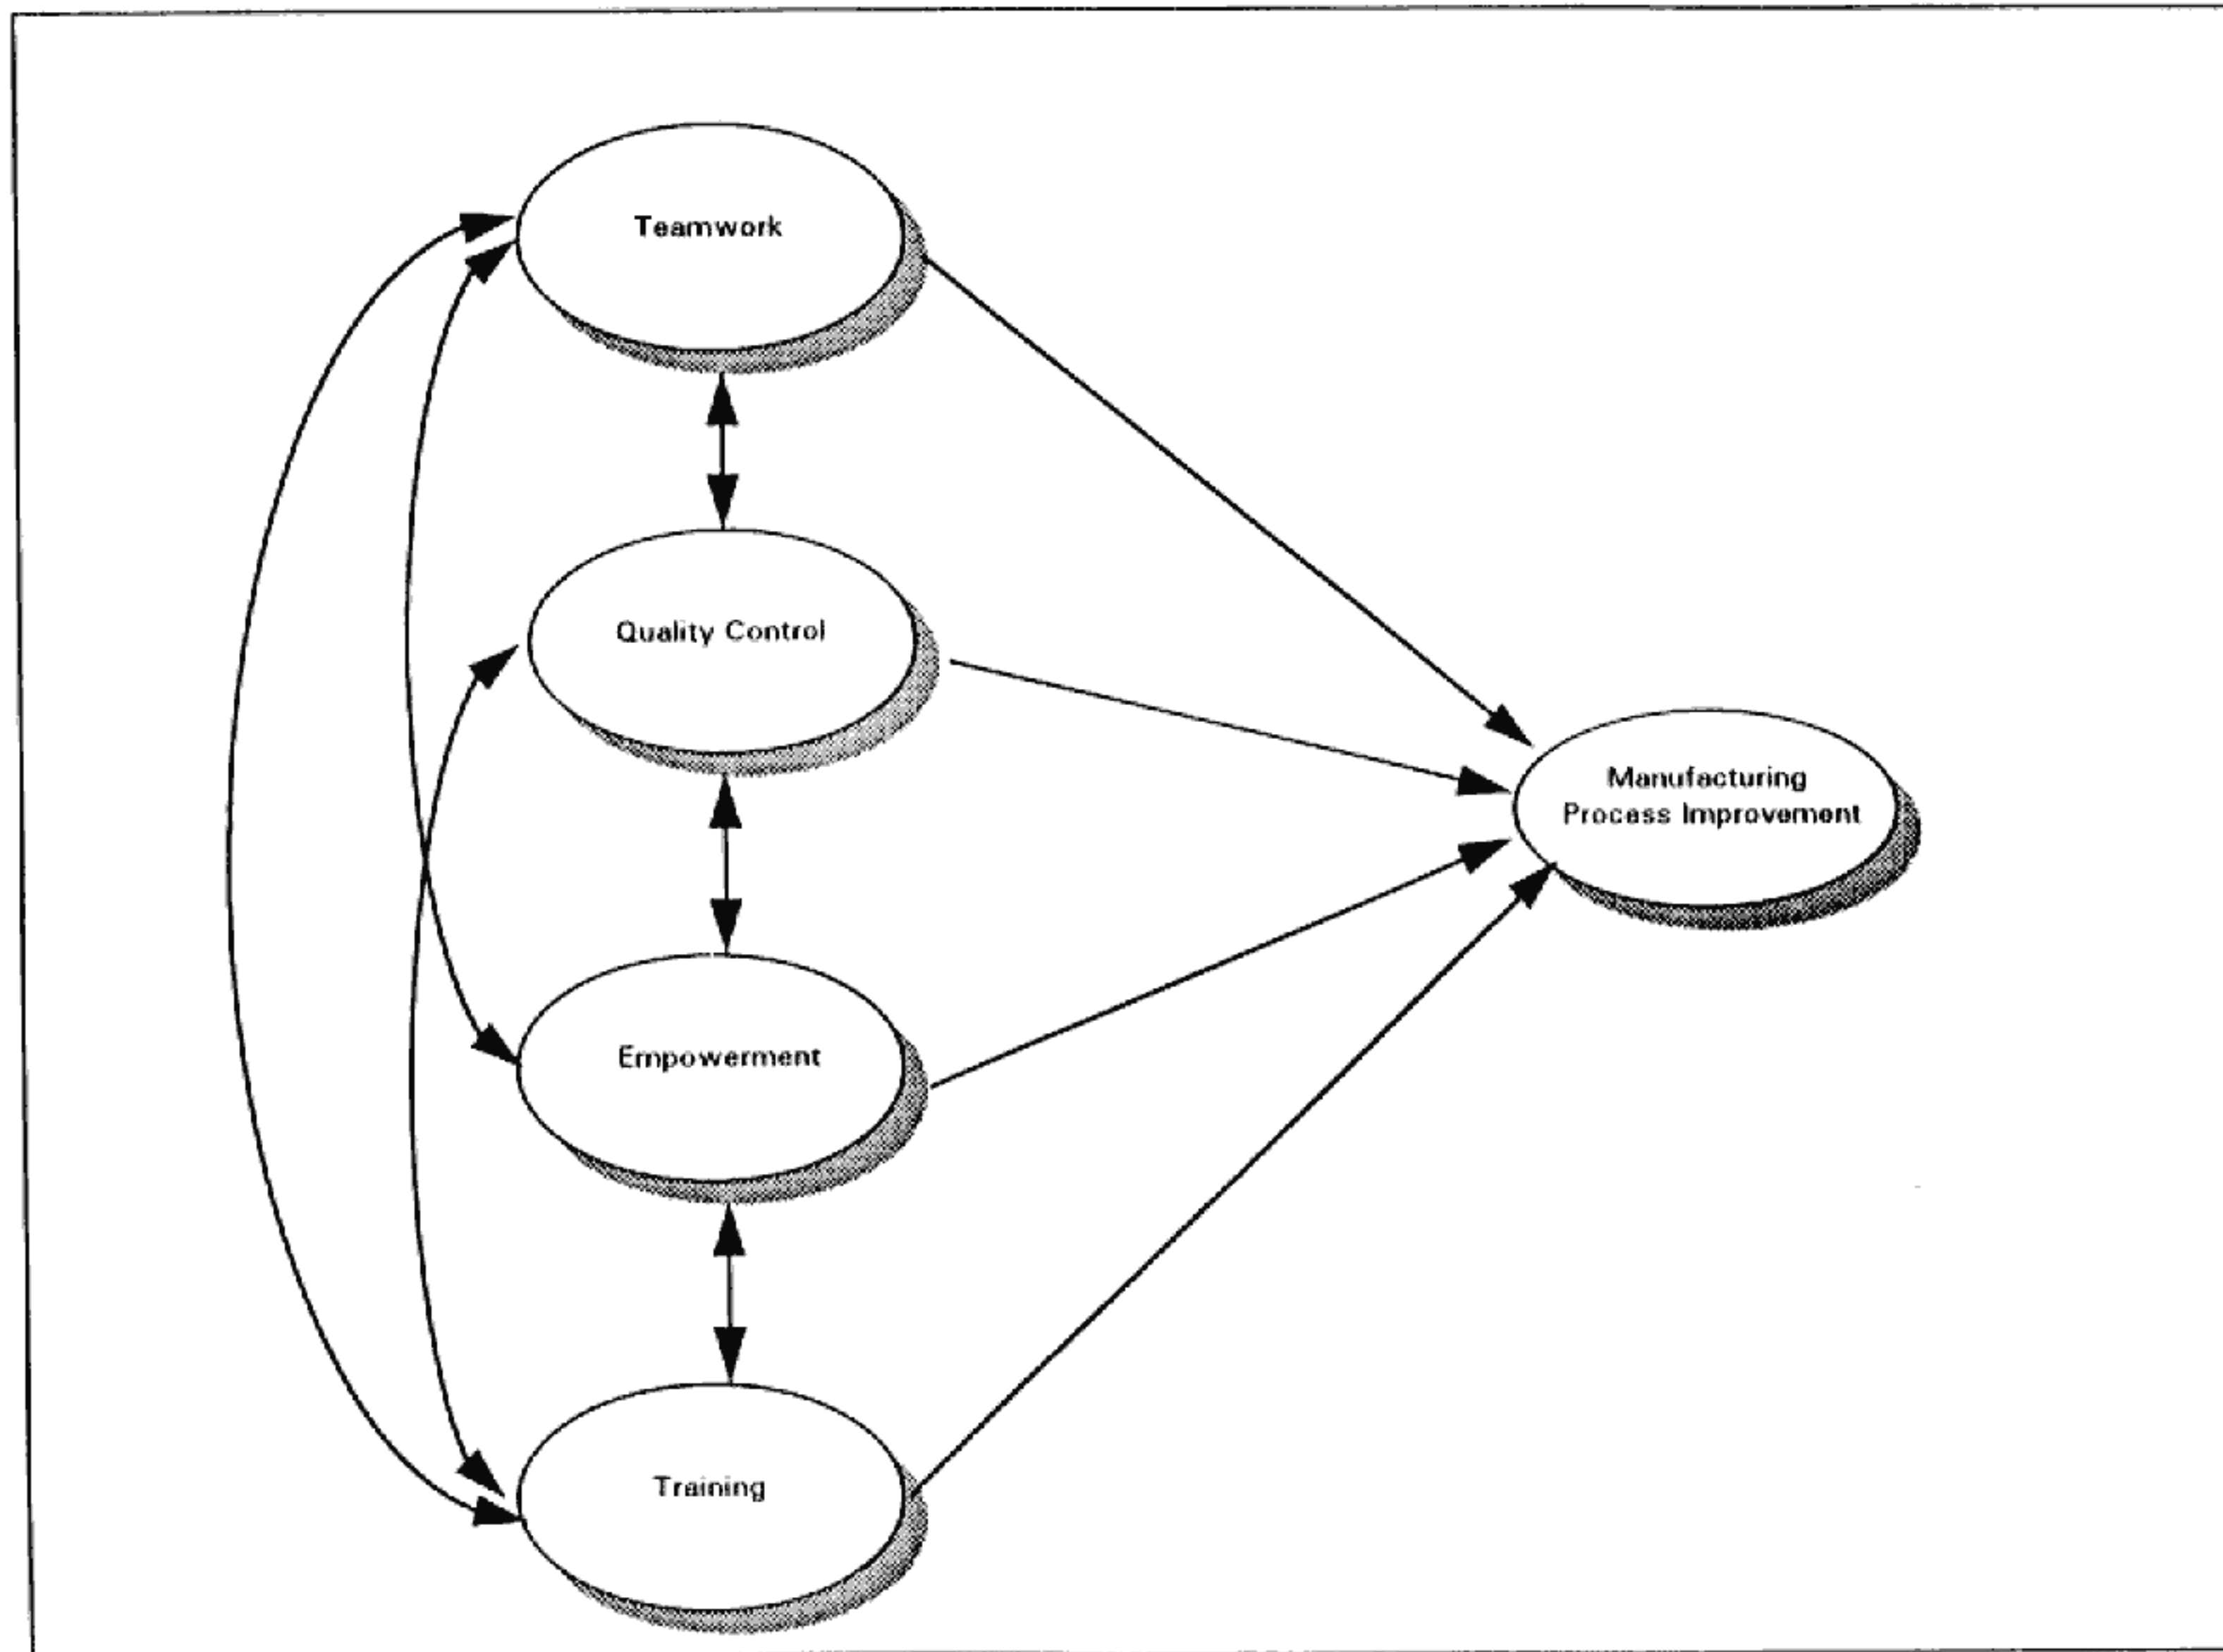 Teamwork
Quality Control
Manufacturing
Process Improvement
Empowerment
Training